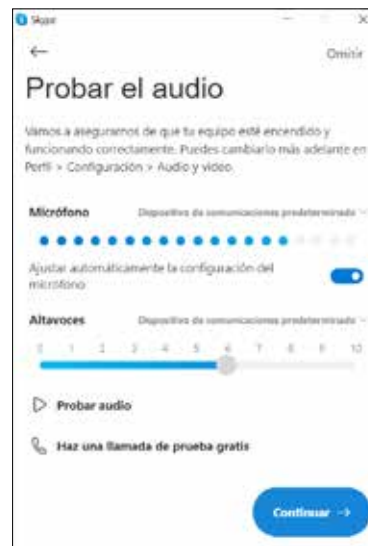 Skype
Omitir
Probar el audio
Vamos a asegurarnos de que tu equipo esté encendido y
funcionando correctamente. Puedes cambiarlo más adelante en
Perfil > Configuración > Audio y vídeo.
Micrófono Dispositivo de comunicaciones predeterminado
Ajustar automáticamente la configuración del
micrófono
Altavoces Dispositivo de comunicaciones predeterminado
0 1 2 3 4 5 6 7 8 9 10
Probar audio
Haz una llamada de prueba gratis
Continuar